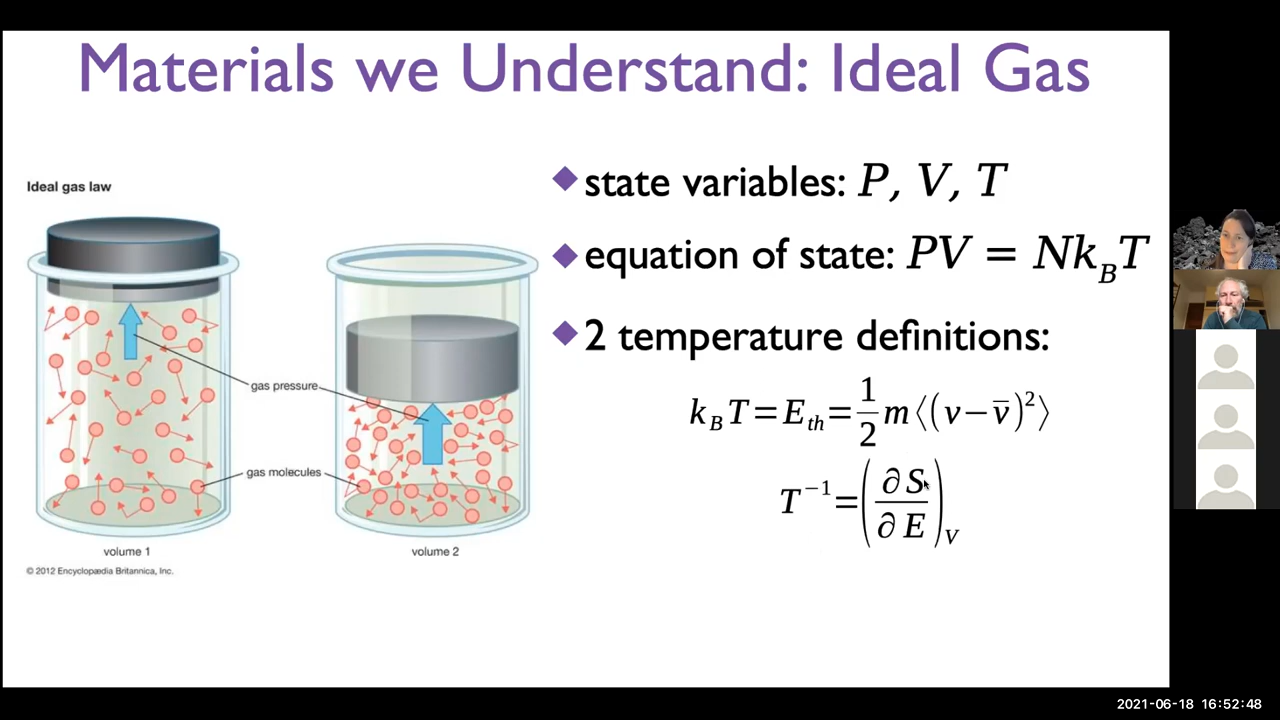 Materials we Understand: Ideal Gas
Ideal gas law
gas pressure
gas molecules
volume 1
volume 2
© 2012 Encyclopædia Britannica, Inc.
◆ state variables: P, V, T
◆ equation of state: PV = Nk_B T
◆ 2 temperature definitions:
k_B T = E_th = 1/2 m⟨(v − v̄)²⟩
T⁻¹ = (∂S/∂E)_V
2021-06-18 16:52:48